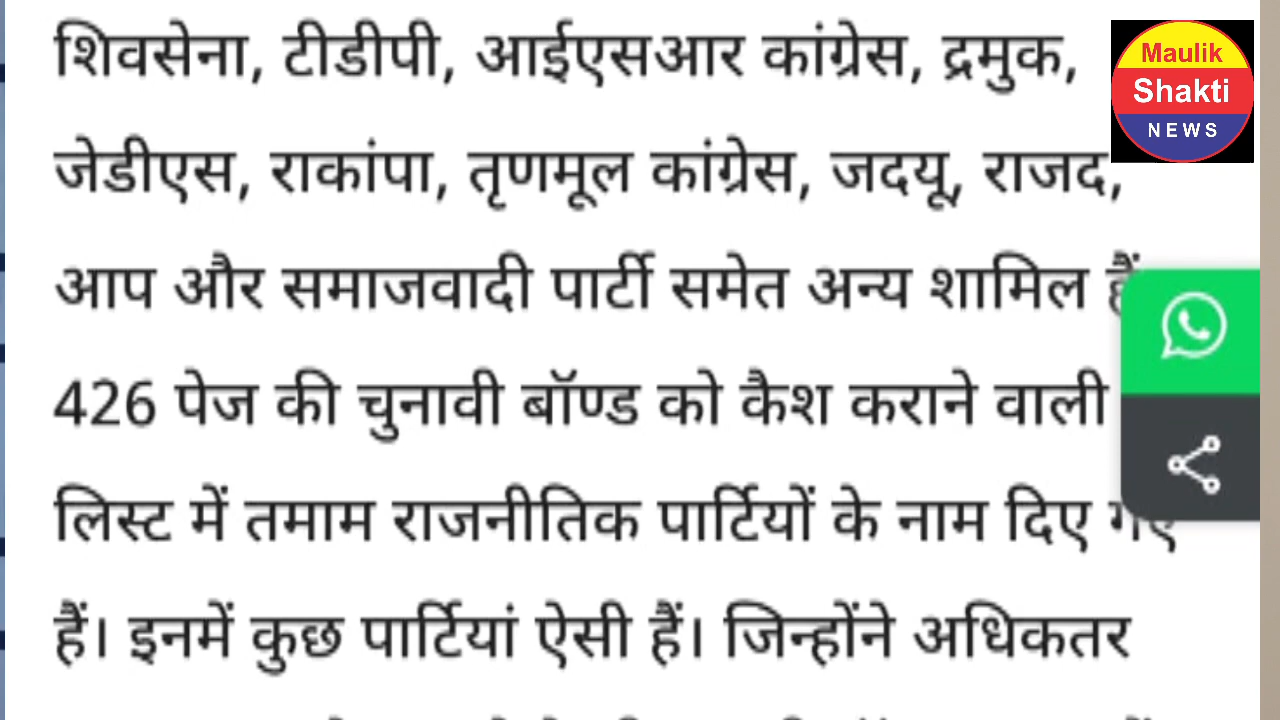 शिवसेना, टीडीपी, आईएसआर कांग्रेस, द्रमुक,
जेडीएस, राकांपा, तृणमूल कांग्रेस, जदयू, राजद,
आप और समाजवादी पार्टी समेत अन्य शामिल हैं
426 पेज की चुनावी बॉण्ड को कैश कराने वाली
लिस्ट में तमाम राजनीतिक पार्टियों के नाम दिए गए
हैं। इनमें कुछ पार्टियां ऐसी हैं। जिन्होंने अधिकतर
Maulik
Shakti
NEWS